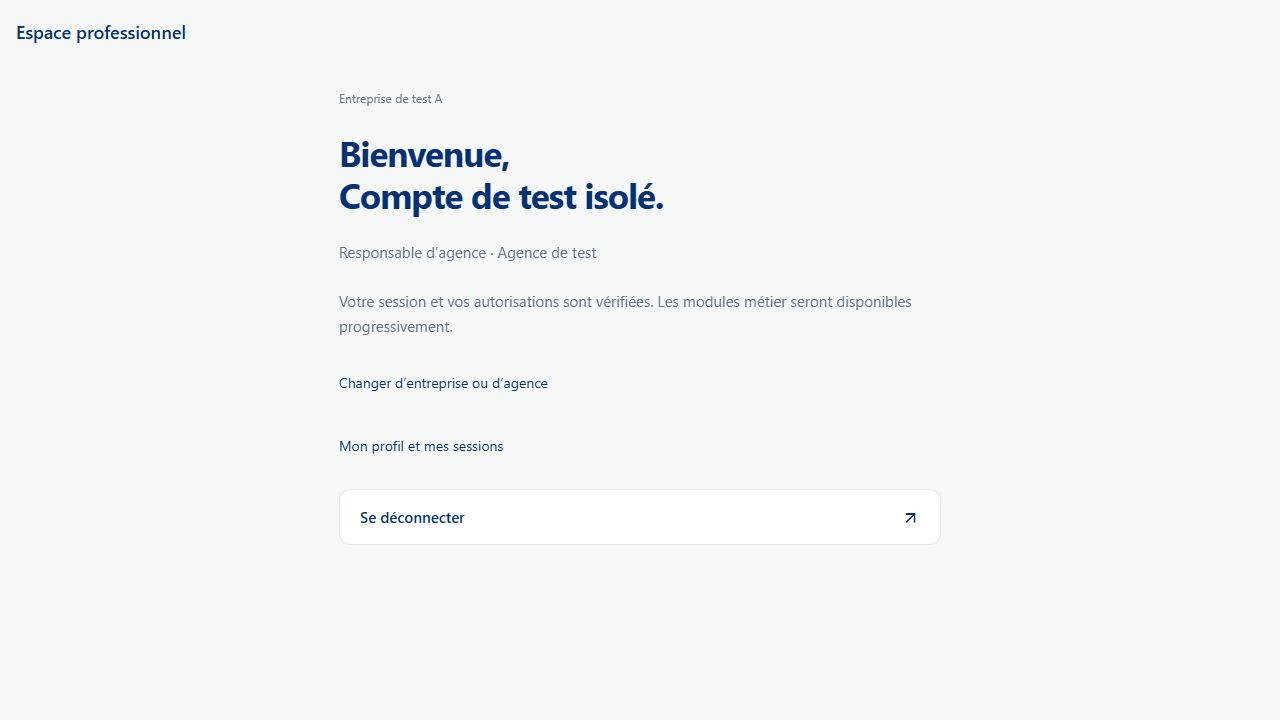 Espace professionnel
Entreprise de test A
Bienvenue,
Compte de test isolé.
Responsable d’agence · Agence de test
Votre session et vos autorisations sont vérifiées. Les modules métier seront disponibles
progressivement.
Changer d’entreprise ou d’agence
Mon profil et mes sessions
Se déconnecter